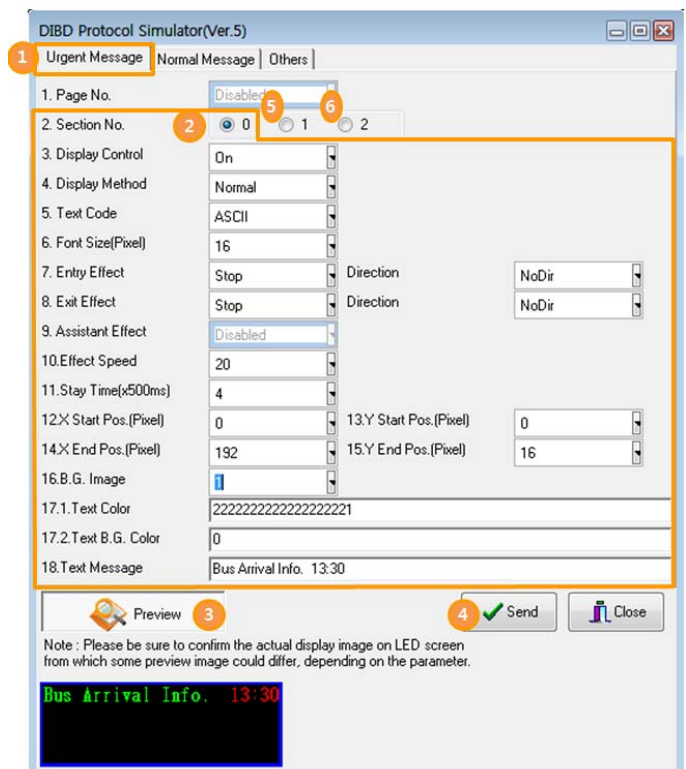 DIBD Protocol Simulator(Ver.5)
1 Urgent Message Normal Message Others
1. Page No. Disabled 5 6
2. Section No. 2 0 1 2
3. Display Control On
4. Display Method Normal
5. Text Code ASCII
6. Font Size(Pixel) 16
7. Entry Effect Stop Direction NoDir
8. Exit Effect Stop Direction NoDir
9. Assistant Effect Disabled
10.Effect Speed 20
11.Stay Time(x500ms) 4
12.X Start Pos.(Pixel) 0 13.Y Start Pos.(Pixel) 0
14.X End Pos.(Pixel) 192 15.Y End Pos.(Pixel) 16
16.B.G. Image 1
17.1.Text Color 22222222222222222221
17.2.Text B.G. Color 0
18.Text Message Bus Arrival Info. 13:30
Preview 3 4 Send Close
Note : Please be sure to confirm the actual display image on LED screen
from which some preview image could differ, depending on the parameter.
Bus Arrival Info. 13:30